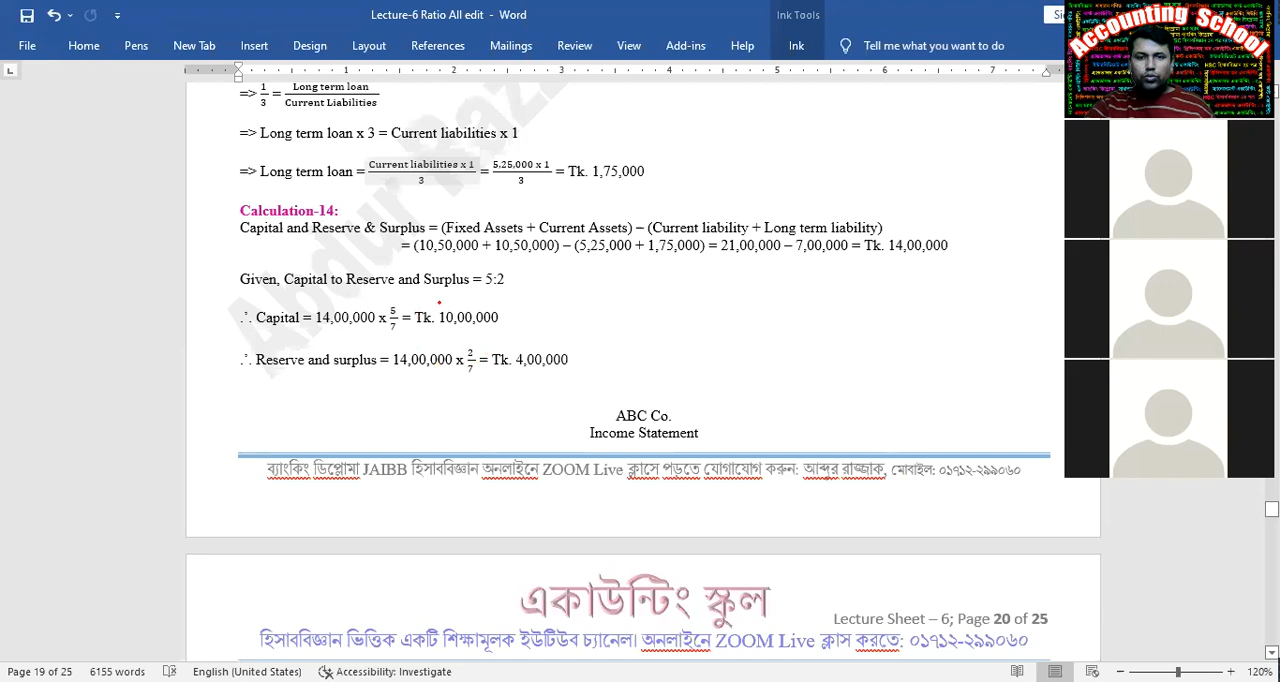 Lecture-6 Ratio All edit - Word
Ink Tools
File Home Pens New Tab Insert Design Layout References Mailings Review View Add-ins Help Ink Tell me what you want to do
Accounting School
1 2 3 4 5 6 7
=> 1/3 = Long term loan/Current Liabilities
=> Long term loan x 3 = Current liabilities x 1
=> Long term loan = Current liabilities x 1/3 = 5,25,000 x 1/3 = Tk. 1,75,000
Calculation-14:
Capital and Reserve & Surplus = (Fixed Assets + Current Assets) – (Current liability + Long term liability)
= (10,50,000 + 10,50,000) – (5,25,000 + 1,75,000) = 21,00,000 – 7,00,000 = Tk. 14,00,000
Given, Capital to Reserve and Surplus = 5:2
∴ Capital = 14,00,000 x 5/7 = Tk. 10,00,000
∴ Reserve and surplus = 14,00,000 x 2/7 = Tk. 4,00,000
ABC Co.
Income Statement
ব্যাংকিং ডিপ্লোমা JAIBB হিসাববিজ্ঞান অনলাইনে ZOOM Live ক্লাসে পড়তে যোগাযোগ করুন: আব্দুর রাজ্জাক, মোবাইল: ০১৭১২-২৯৯০৬০
একাউন্টিং স্কুল
Lecture Sheet – 6; Page 20 of 25
হিসাববিজ্ঞান ভিত্তিক একটি শিক্ষামূলক ইউটিউব চ্যানেল। অনলাইনে ZOOM Live ক্লাস করতে: ০১৭১২-২৯৯০৬০
Page 19 of 25 6155 words English (United States) Accessibility: Investigate 120%